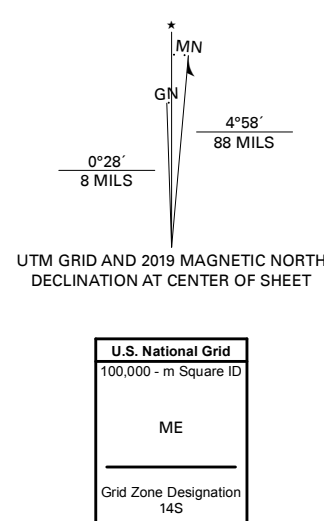 ★
MN
GN
4°58´
88 MILS
0°28´
8 MILS
UTM GRID AND 2019 MAGNETIC NORTH
DECLINATION AT CENTER OF SHEET
U.S. National Grid
100,000 - m Square ID
ME
Grid Zone Designation
14S